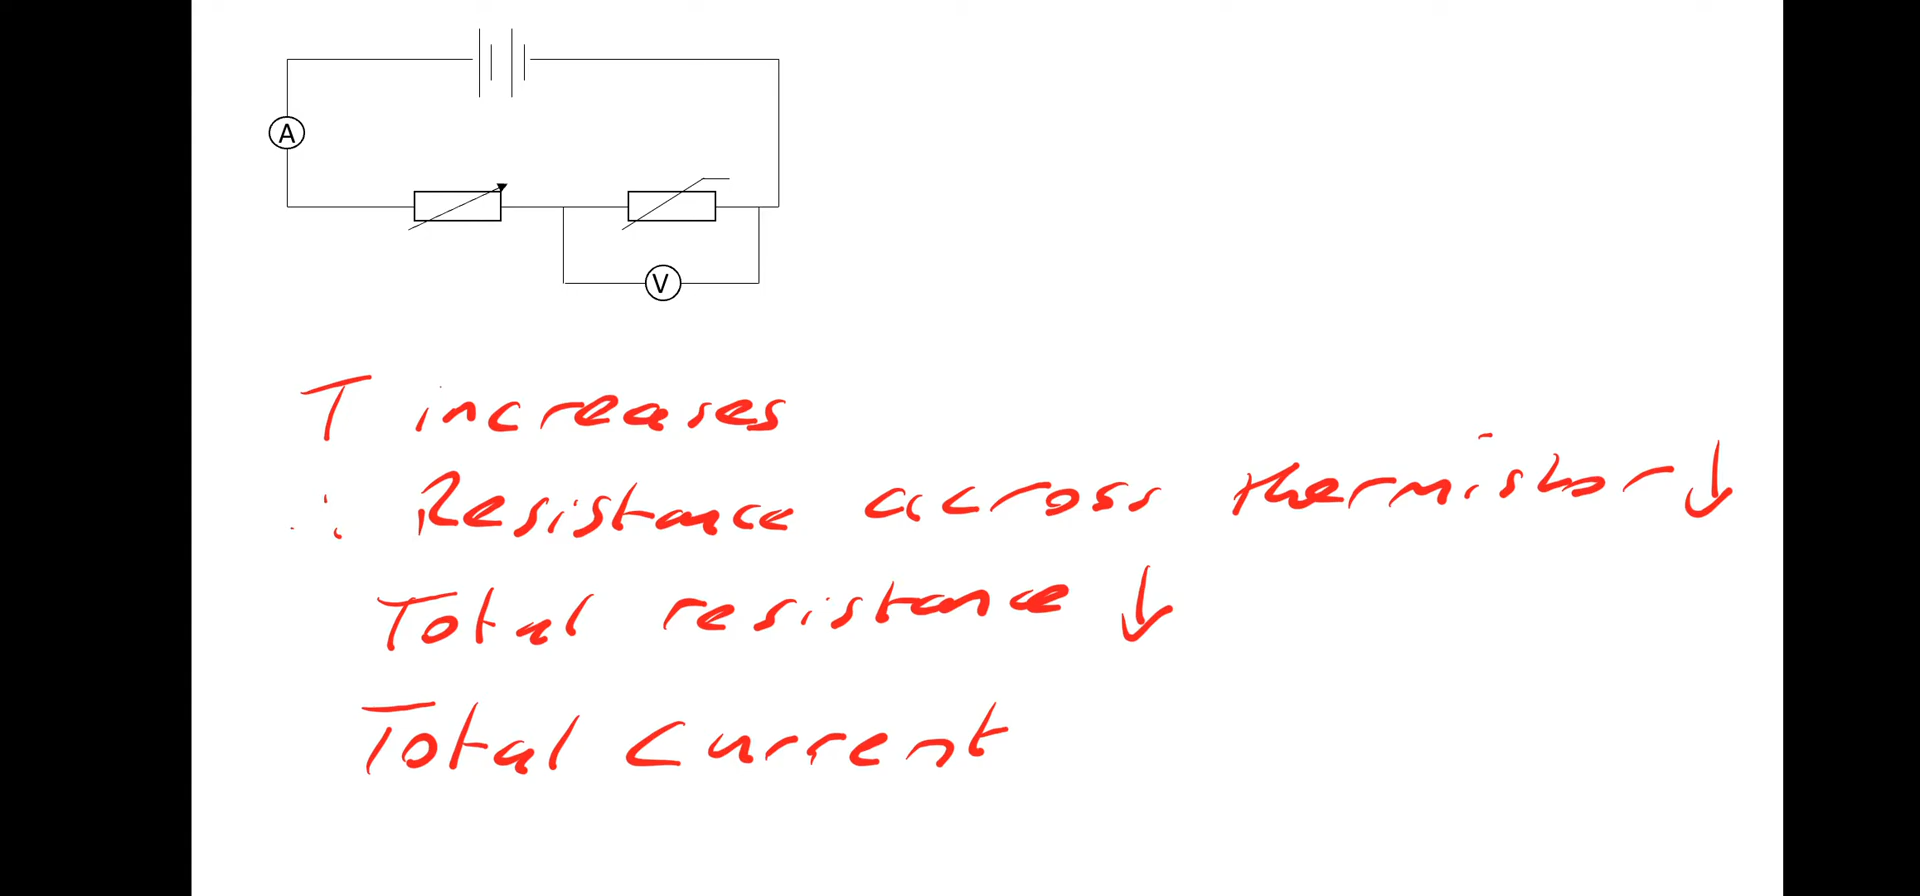 A
V
T increases
∴ Resistance across thermistor ↓
Total resistance ↓
Total current